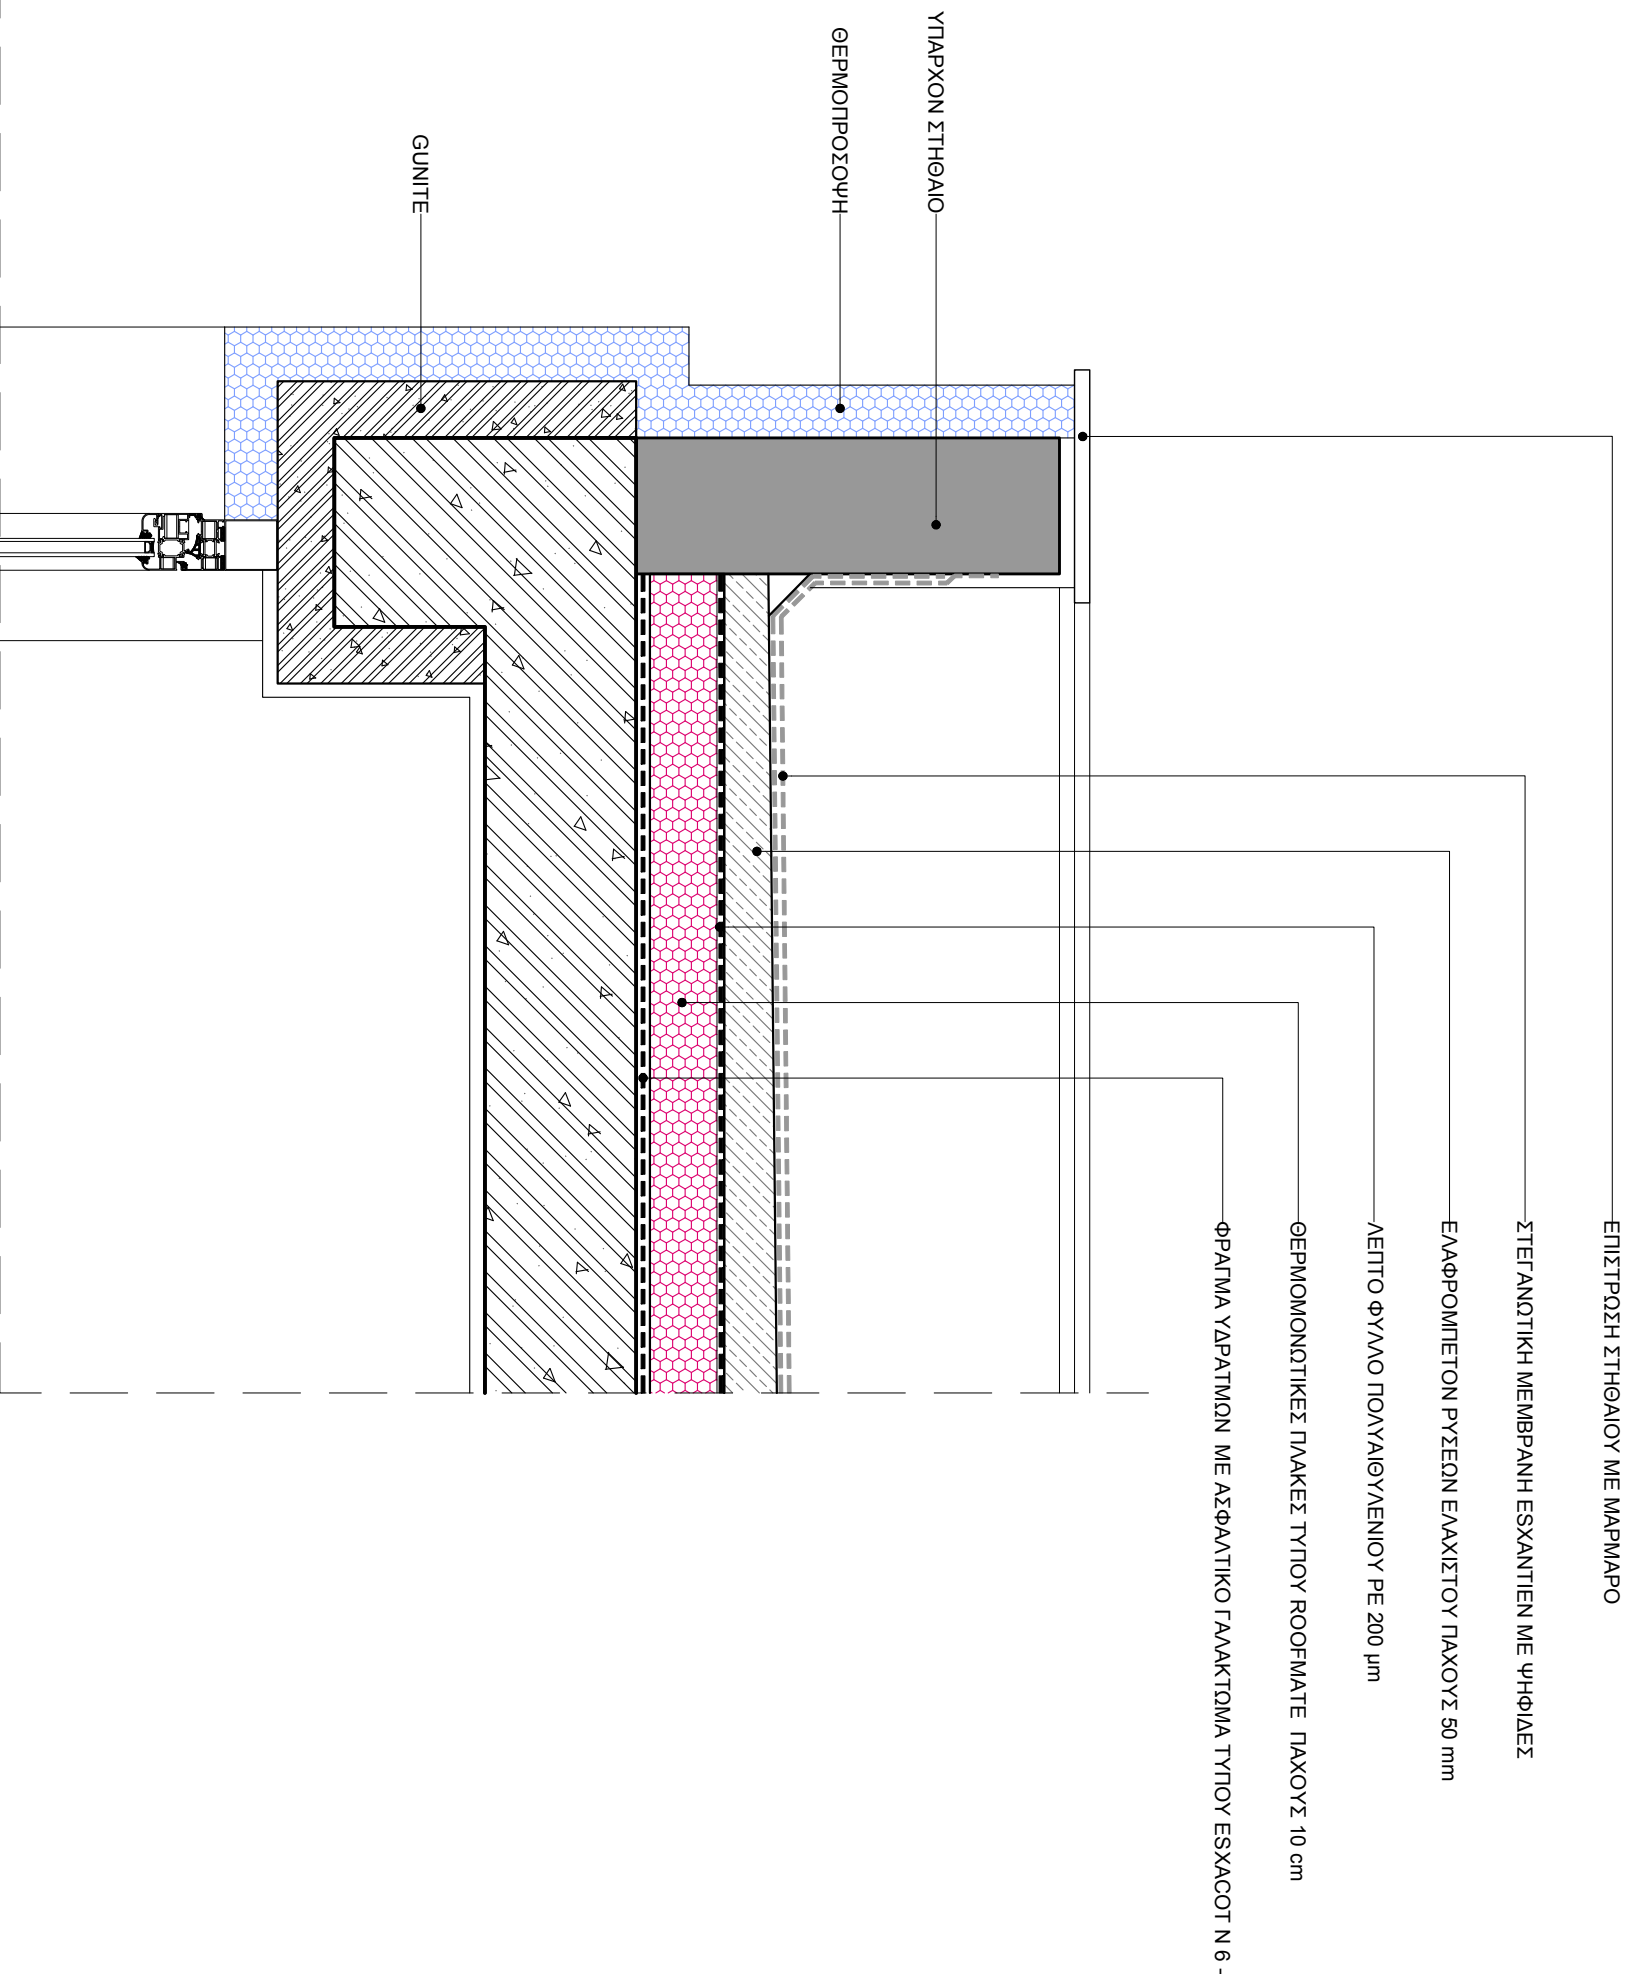 ΕΠΙΣΤΡΩΣΗ ΣΤΗΘΑΙΟΥ ΜΕ ΜΑΡΜΑΡΟ
ΣΤΕΓΑΝΩΤΙΚΗ ΜΕΜΒΡΑΝΗ ESXANTIEN ΜΕ ΨΗΦΙΔΕΣ
ΕΛΑΦΡΟΜΠΕΤΟΝ ΡΥΣΕΩΝ ΕΛΑΧΙΣΤΟΥ ΠΑΧΟΥΣ 50 mm
ΛΕΠΤΟ ΦΥΛΛΟ ΠΟΛΥΑΙΘΥΛΕΝΙΟΥ PE 200 μm
ΘΕΡΜΟΜΟΝΩΤΙΚΕΣ ΠΛΑΚΕΣ ΤΥΠΟΥ ROOFMATE ΠΑΧΟΥΣ 10 cm
ΦΡΑΓΜΑ ΥΔΡΑΤΜΩΝ ΜΕ ΑΣΦΑΛΤΙΚΟ ΓΑΛΑΚΤΩΜΑ ΤΥΠΟΥ ESXACOT N 6 -
ΥΠΑΡΧΟΝ ΣΤΗΘΑΙΟ
ΘΕΡΜΟΠΡΟΣΟΨΗ
GUNITE